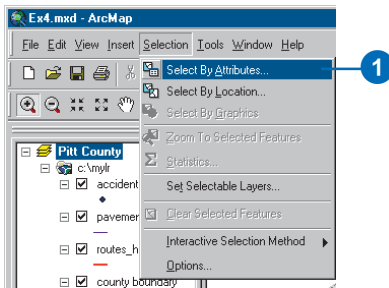 Ex4.mxd - ArcMap
File Edit View Insert Selection Tools Window Help
Select By Attributes...
1
Select By Location...
Select By Graphics
Zoom To Selected Features
Statistics...
Set Selectable Layers...
Clear Selected Features
Interactive Selection Method
Options...
Pitt County
c:\mylr
accident
pavemer
routes_h
county boundary